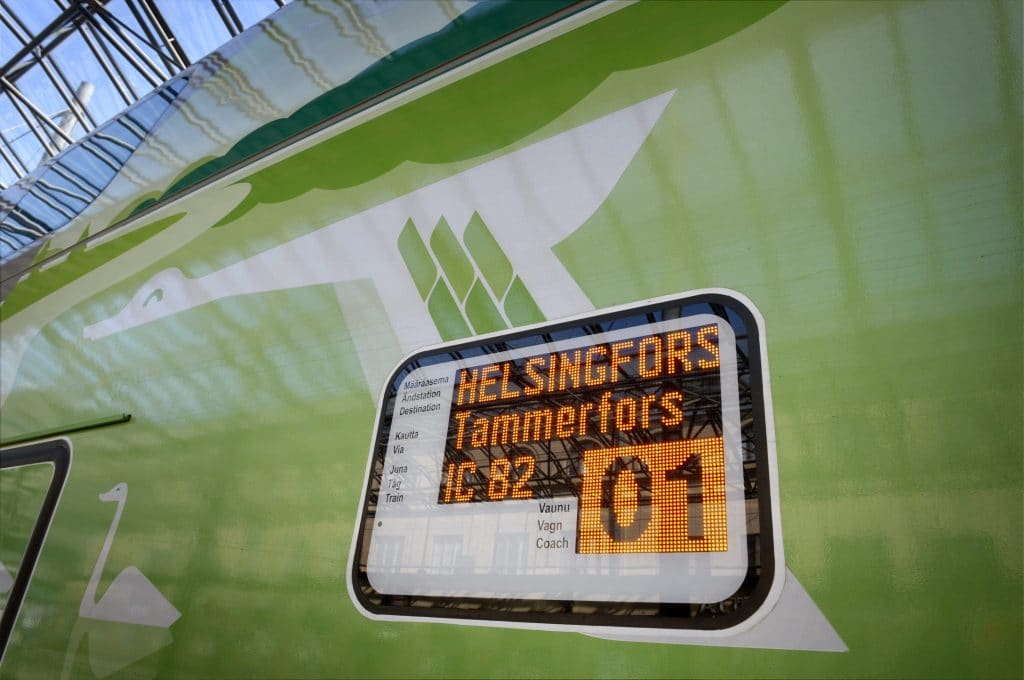 Määräasema
Ändstation
Destination
HELSINGFORS
Kautta
Via
Tammerfors
Juna
Tåg
Train
IC 82
Vaunu
Vagn
Coach
01